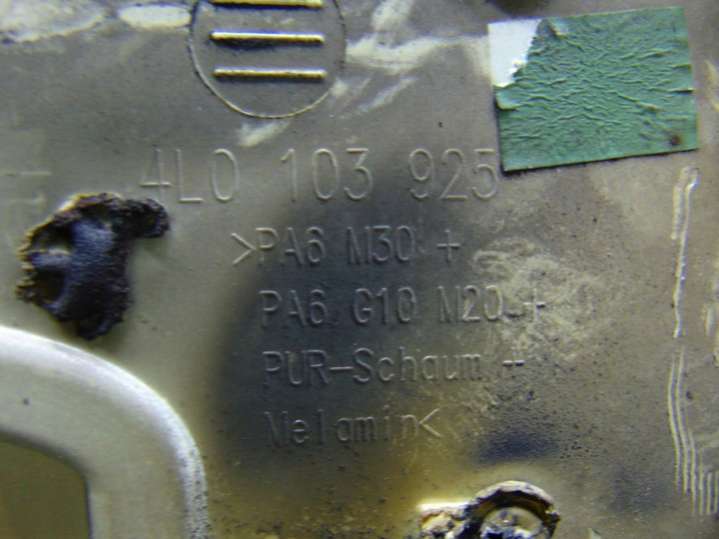 4L0 103 925
>PA6 M30 +
PA6 G10 M20 +
PUR-Schaum +
Melamin<